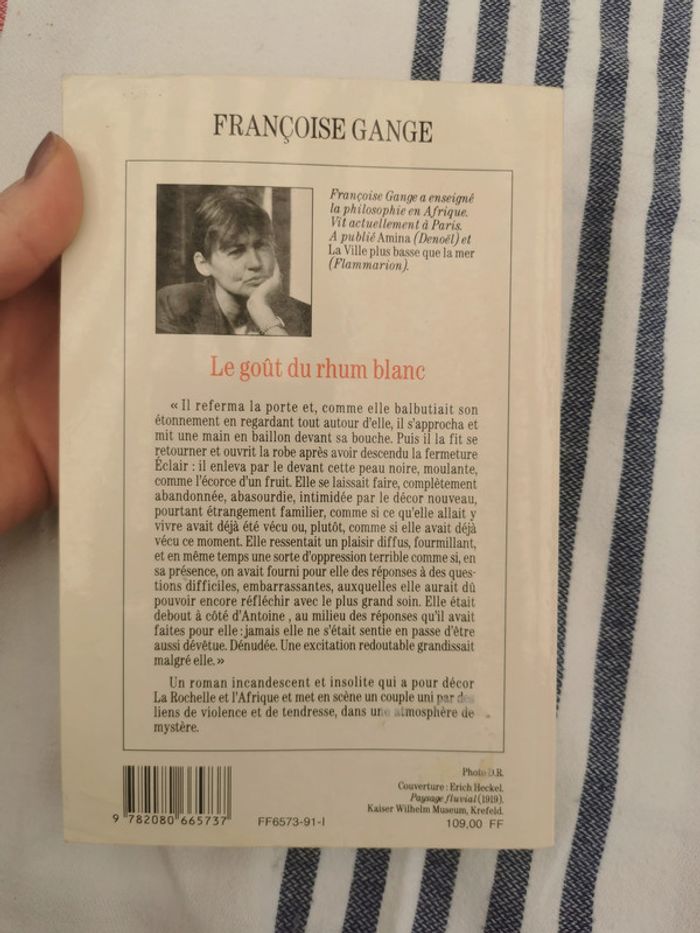 FRANÇOISE GANGE
Françoise Gange a enseigné
la philosophie en Afrique.
Vit actuellement à Paris.
A publié Amina (Denoël) et
La Ville plus basse que la mer
(Flammarion).
Le goût du rhum blanc
« Il referma la porte et, comme elle balbutiait son
étonnement en regardant tout autour d'elle, il s'approcha et
mit une main en baillon devant sa bouche. Puis il la fit se
retourner et ouvrit la robe après avoir descendu la fermeture
Éclair : il enleva par le devant cette peau noire, moulante,
comme l'écorce d'un fruit. Elle se laissait faire, complètement
abandonnée, abasourdie, intimidée par le décor nouveau,
pourtant étrangement familier, comme si ce qu'elle allait y
vivre avait déjà été vécu ou, plutôt, comme si elle avait déjà
vécu ce moment. Elle ressentait un plaisir diffus, fourmillant,
et en même temps une sorte d'oppression terrible comme si, en
sa présence, on avait fourni pour elle des réponses à des ques-
tions difficiles, embarrassantes, auxquelles elle aurait dû
pouvoir encore réfléchir avec le plus grand soin. Elle était
debout à côté d'Antoine , au milieu des réponses qu'il avait
faites pour elle : jamais elle ne s'était sentie en passe d'être
aussi dévêtue. Dénudée. Une excitation redoutable grandissait
malgré elle. »
Un roman incandescent et insolite qui a pour décor
La Rochelle et l'Afrique et met en scène un couple uni par des
liens de violence et de tendresse, dans une atmosphère de
mystère.
Photo D.R.
Couverture : Erich Heckel.
Paysage fluvial (1919).
Kaiser Wilhelm Museum, Krefeld.
109,00 FF
9 782080 665737
FF6573-91-I